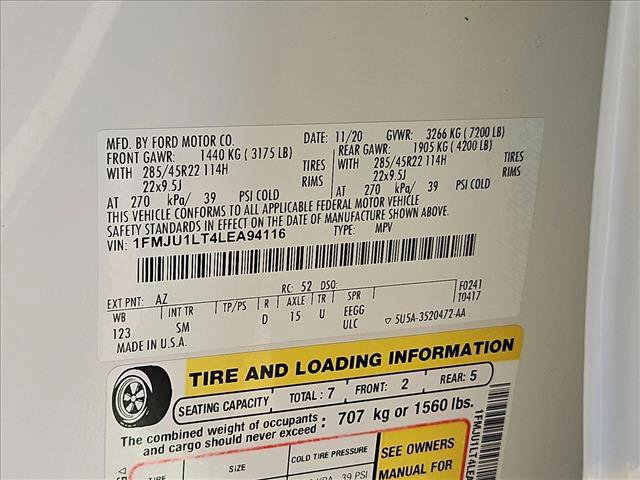 MFD. BY FORD MOTOR CO. DATE: 11/20 GVWR: 3266 KG (7200 LB)
FRONT GAWR: 1440 KG (3175 LB) REAR GAWR: 1905 KG (4200 LB)
WITH 285/45R22 114H TIRES WITH 285/45R22 114H TIRES
22x9.5J RIMS 22x9.5J RIMS
AT 270 kPa/ 39 PSI COLD AT 270 kPa/ 39 PSI COLD
THIS VEHICLE CONFORMS TO ALL APPLICABLE FEDERAL MOTOR VEHICLE
SAFETY STANDARDS IN EFFECT ON THE DATE OF MANUFACTURE SHOWN ABOVE.
VIN: 1FMJU1LT4LEA94116 TYPE: MPV
EXT PNT: AZ RC: 52 DSO: F0241
WB INT TR TP/PS R AXLE TR SPR T0417
123 SM D 15 U EEGG
ULC
MADE IN U.S.A. 5U5A-3520472-AA
TIRE AND LOADING INFORMATION
SEATING CAPACITY TOTAL: 7 FRONT: 2 REAR: 5
The combined weight of occupants and cargo should never exceed: 707 kg or 1560 lbs.
TIRE SIZE COLD TIRE PRESSURE
SEE OWNERS
MANUAL FOR
39 PSI
1FMJU1LT4LEA